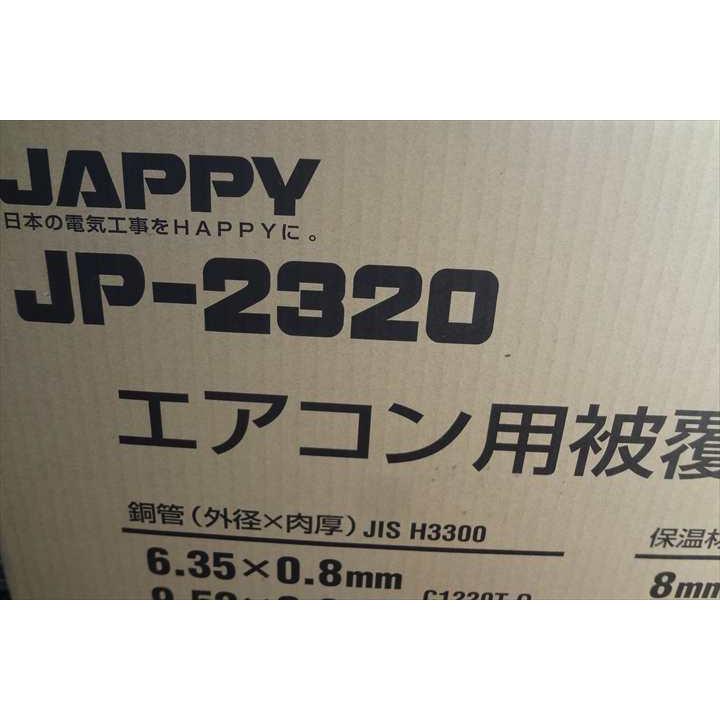 JAPPY
日本の電気工事をHAPPYに。
JP-2320
エアコン用被覆
銅管(外径×肉厚) JIS H3300
6.35×0.8mm
保温材
8mm